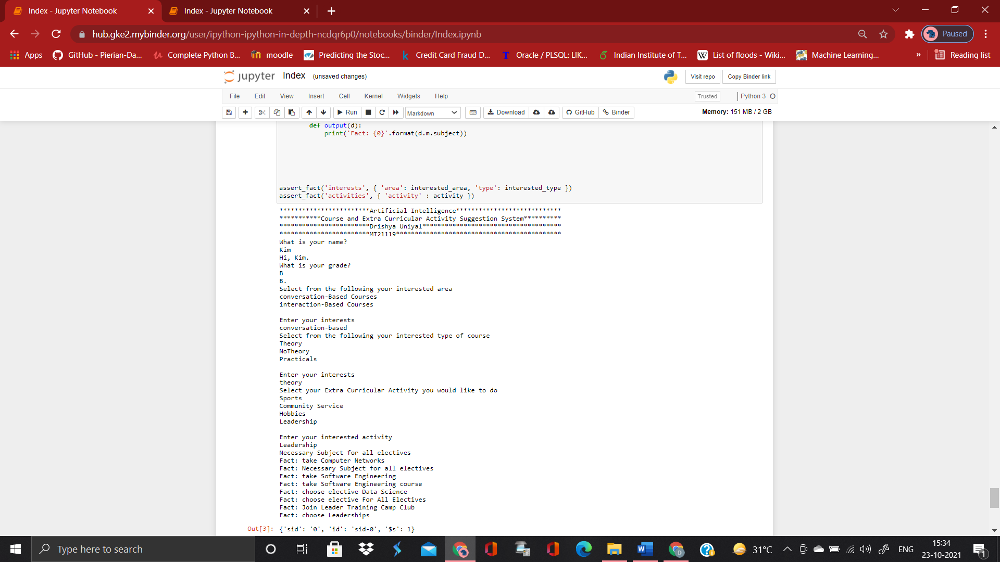 Index - Jupyter Notebook
Index - Jupyter Notebook
hub.gke2.mybinder.org/user/ipython-ipython-in-depth-ncdqr6p0/notebooks/binder/Index.ipynb
Paused
Apps
GitHub - Pierian-Da...
Complete Python B...
moodle
Predicting the Stoc...
Credit Card Fraud D...
Oracle / PLSQL: LIK...
Indian Institute of T...
List of floods - Wiki...
Machine Learning...
»
Reading list
jupyter Index (unsaved changes)
Visit repo
Copy Binder link
File Edit View Insert Cell Kernel Widgets Help
Trusted
Python 3
Run
Markdown
Download
GitHub
Binder
Memory: 151 MB / 2 GB
def output(d):
print('Fact: {0}'.format(d.m.subject))
assert_fact('interests', { 'area': interested_area, 'type': interested_type })
assert_fact('activities', { 'activity' : activity })
************************Artificial Intelligence****************************
***********Course and Extra Curricular Activity Suggestion System**********
************************Drishya Uniyal*************************************
************************MT21119********************************************
What is your name?
Kim
Hi, Kim.
What is your grade?
B
B.
Select from the following your interested area
conversation-Based Courses
interaction-Based Courses
Enter your interests
conversation-based
Select from the following your interested type of course
Theory
NoTheory
Practicals
Enter your interests
theory
Select your Extra Curricular Activity you would like to do
Sports
Community Service
Hobbies
Leadership
Enter your interested activity
Leadership
Necessary Subject for all electives
Fact: take Computer Networks
Fact: Necessary Subject for all electives
Fact: take Software Engineering
Fact: take Software Engineering course
Fact: choose elective Data Science
Fact: choose elective For All Electives
Fact: Join Leader Training Camp Club
Fact: choose Leaderships
Out[3]: {'sid': '0', 'id': 'sid-0', '$s': 1}
Type here to search
31°C
ENG
15:34
23-10-2021
1